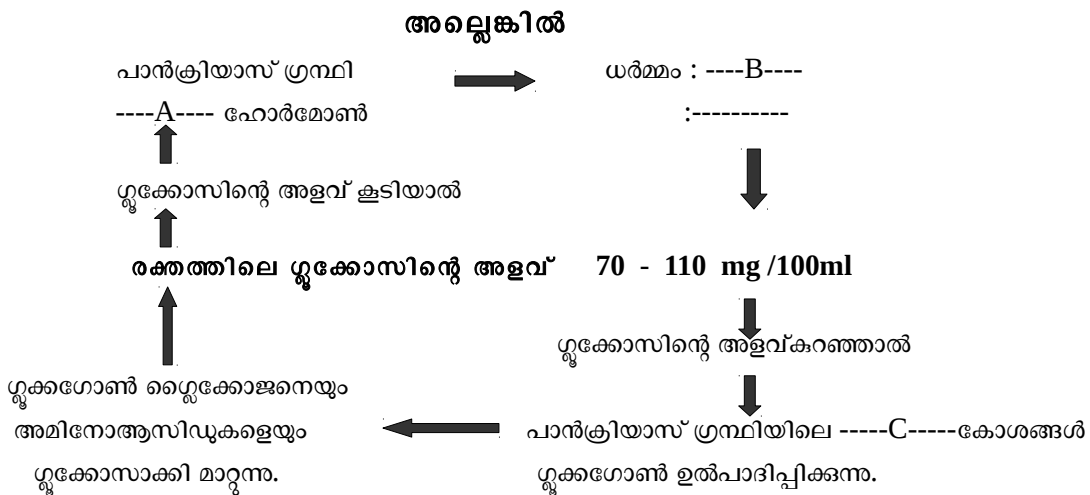 അല്ലെങ്കിൽ
പാൻക്രിയാസ് ഗ്രന്ഥി
ധർമ്മം : ----B----
----A---- ഹോർമോൺ
:----------
ഗ്ലൂക്കോസിന്റെ അളവ് കൂടിയാൽ
രക്തത്തിലെ ഗ്ലൂക്കോസിന്റെ അളവ് 70 - 110 mg /100ml
ഗ്ലൂക്കോസിന്റെ അളവ്കുറഞ്ഞാൽ
ഗ്ലൂക്കഗോൺ ഗ്ലൈക്കോജനെയും
അമിനോആസിഡുകളെയും
ഗ്ലൂക്കോസാക്കി മാറ്റുന്നു.
പാൻക്രിയാസ് ഗ്രന്ഥിയിലെ -----C-----കോശങ്ങൾ
ഗ്ലൂക്കഗോൺ ഉൽപാദിപ്പിക്കുന്നു.